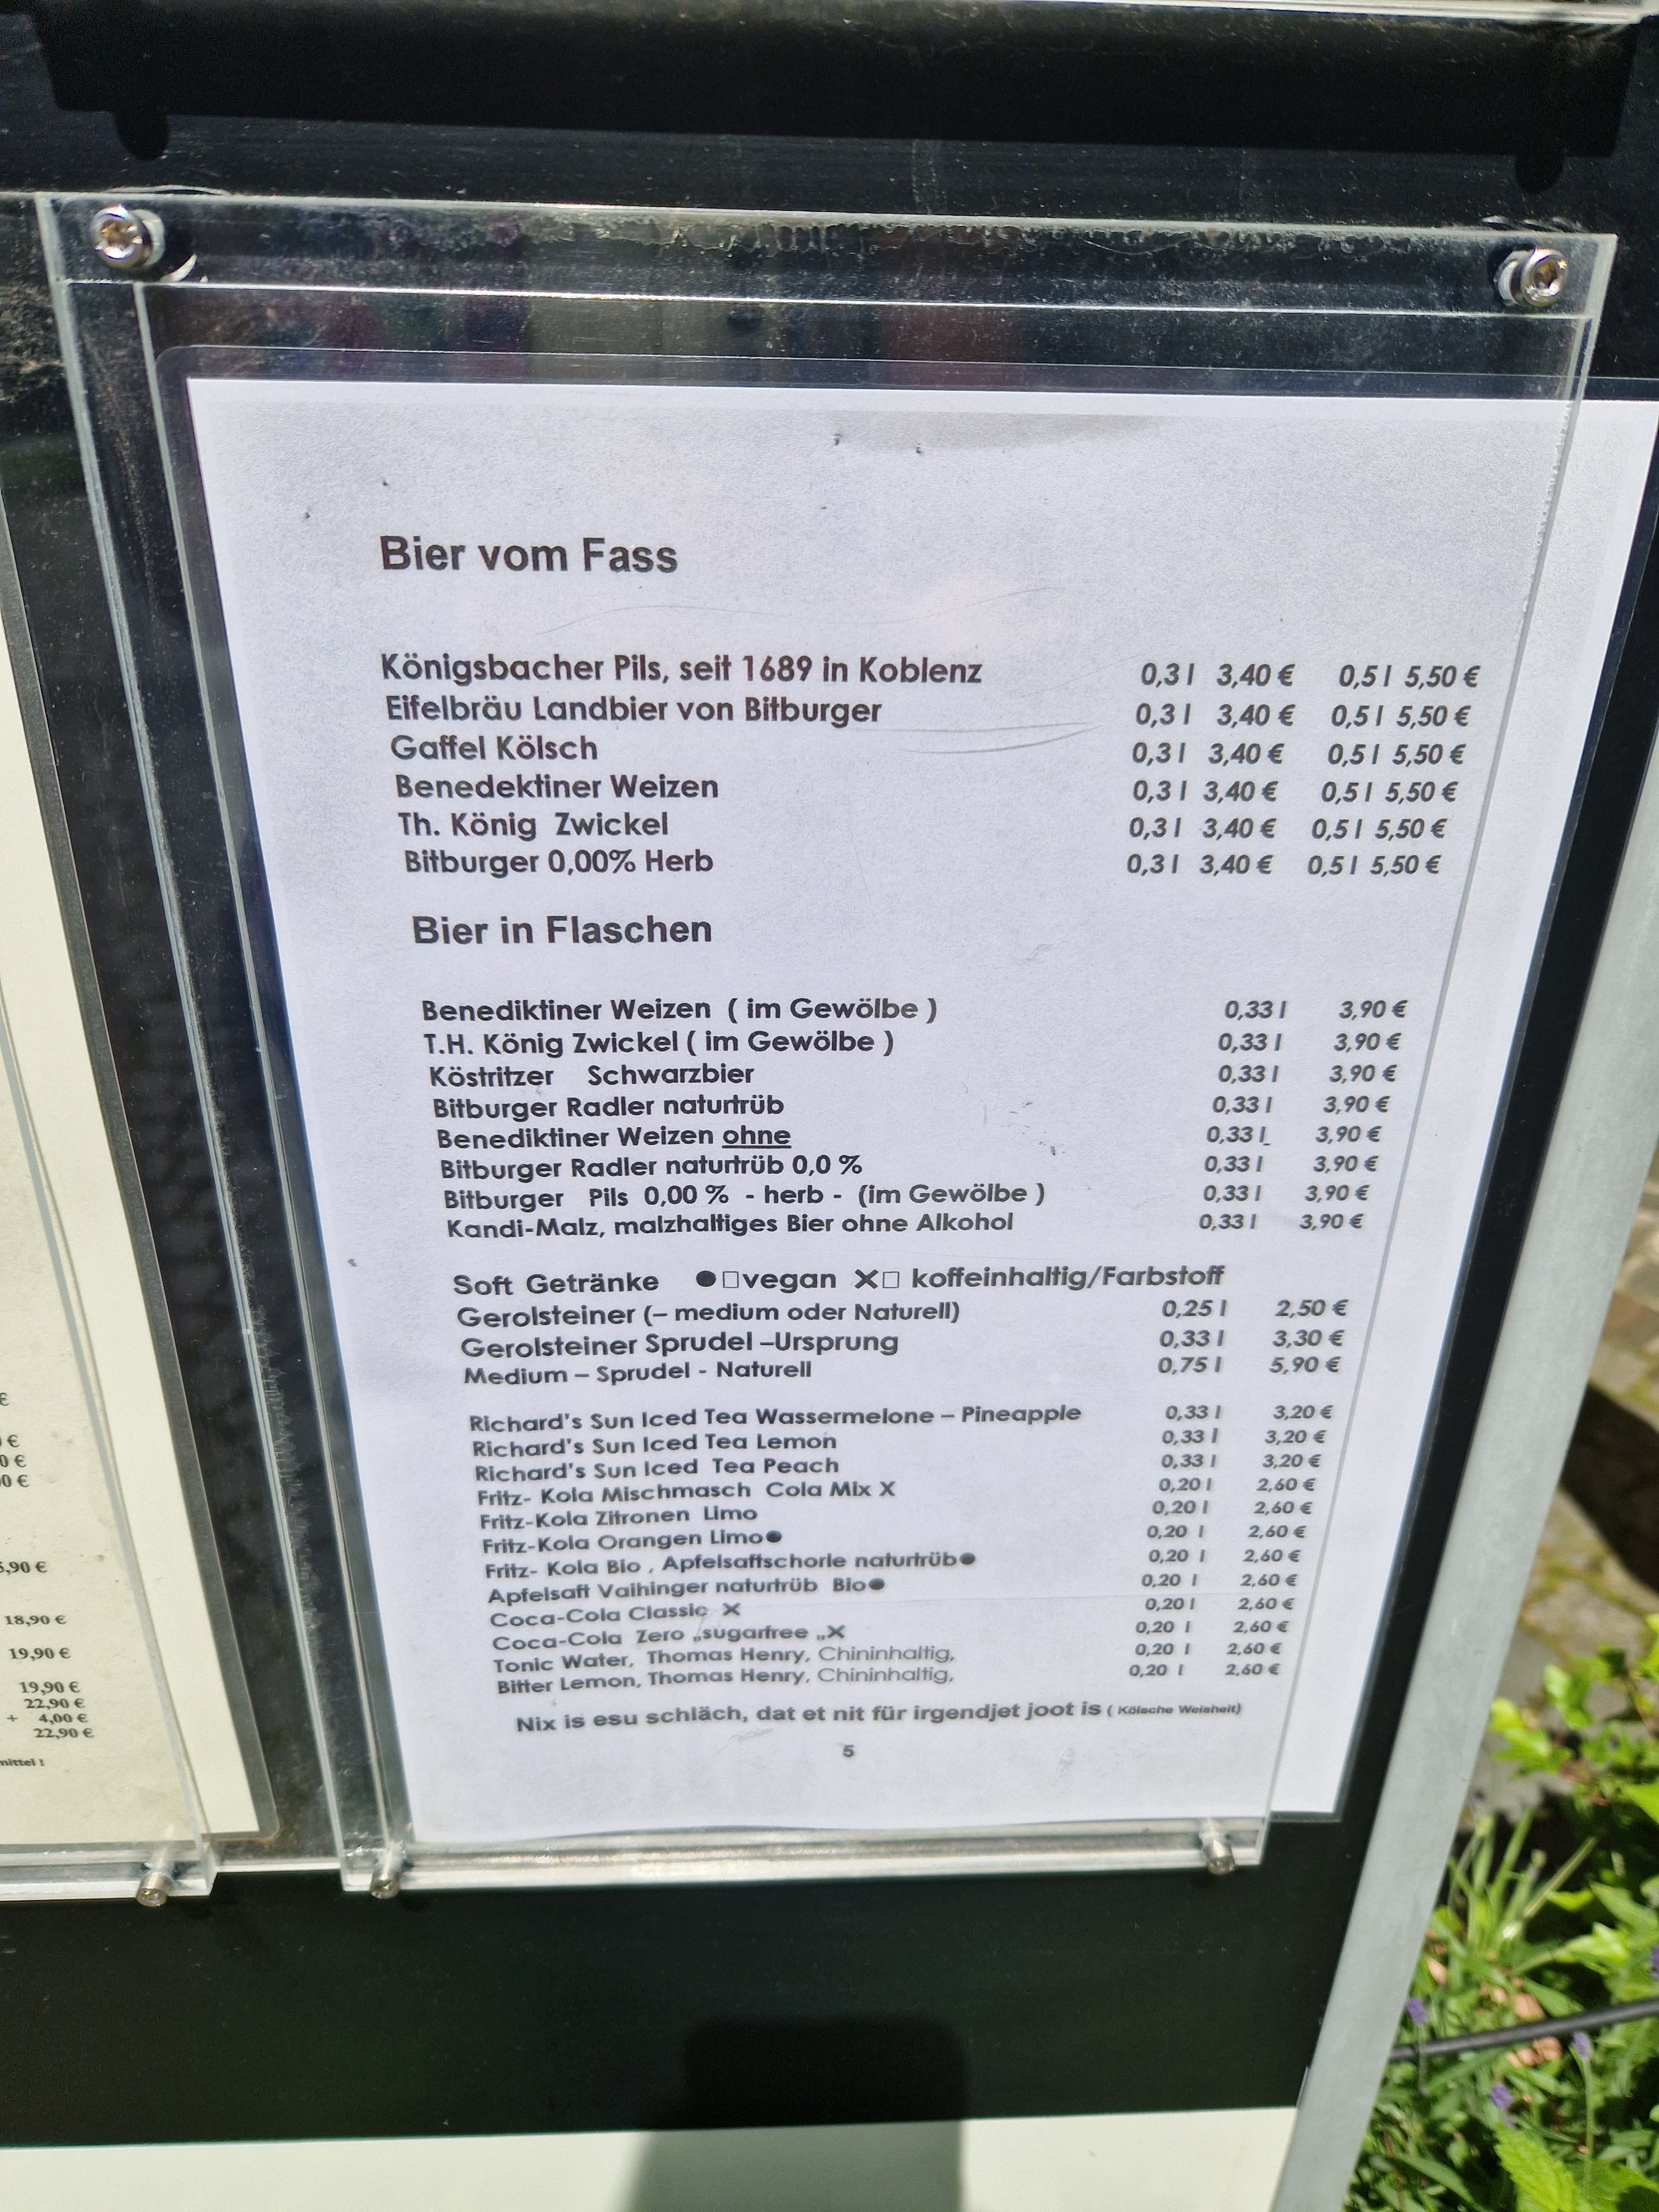 Bier vom Fass
Königsbacher Pils, seit 1689 in Koblenz 0,3 l 3,40 € 0,5 l 5,50 €
Eifelbräu Landbier von Bitburger 0,3 l 3,40 € 0,5 l 5,50 €
Gaffel Kölsch 0,3 l 3,40 € 0,5 l 5,50 €
Benedektiner Weizen 0,3 l 3,40 € 0,5 l 5,50 €
Th. König Zwickel 0,3 l 3,40 € 0,5 l 5,50 €
Bitburger 0,00% Herb 0,3 l 3,40 € 0,5 l 5,50 €
Bier in Flaschen
Benediktiner Weizen ( im Gewölbe ) 0,33 l 3,90 €
T.H. König Zwickel ( im Gewölbe ) 0,33 l 3,90 €
Köstritzer Schwarzbier 0,33 l 3,90 €
Bitburger Radler naturtrüb 0,33 l 3,90 €
Benediktiner Weizen ohne 0,33 l 3,90 €
Bitburger Radler naturtrüb 0,0 % 0,33 l 3,90 €
Bitburger Pils 0,00 % - herb - (im Gewölbe ) 0,33 l 3,90 €
Kandi-Malz, malzhaltiges Bier ohne Alkohol 0,33 l 3,90 €
Soft Getränke ●□vegan ✕□ koffeinhaltig/Farbstoff
Gerolsteiner (– medium oder Naturell) 0,25 l 2,50 €
Gerolsteiner Sprudel –Ursprung 0,33 l 3,30 €
Medium – Sprudel - Naturell 0,75 l 5,90 €
Richard's Sun Iced Tea Wassermelone – Pineapple 0,33 l 3,20 €
Richard's Sun Iced Tea Lemon 0,33 l 3,20 €
Richard's Sun Iced Tea Peach 0,33 l 3,20 €
Fritz- Kola Mischmasch Cola Mix X 0,20 l 2,60 €
Fritz-Kola Zitronen Limo 0,20 l 2,60 €
Fritz-Kola Orangen Limo● 0,20 l 2,60 €
Fritz- Kola Bio , Apfelsaftschorle naturtrüb● 0,20 l 2,60 €
Apfelsaft Vaihinger naturtrüb Bio● 0,20 l 2,60 €
Coca-Cola Classic ✕ 0,20 l 2,60 €
Coca-Cola Zero „sugarfree „✕ 0,20 l 2,60 €
Tonic Water, Thomas Henry, Chininhaltig, 0,20 l 2,60 €
Bitter Lemon, Thomas Henry, Chininhaltig, 0,20 l 2,60 €
Nix is esu schläch, dat et nit für irgendjet joot is ( Kölsche Weisheit)
5
18,90 €
19,90 €
19,90 €
22,90 €
+ 4,00 €
22,90 €